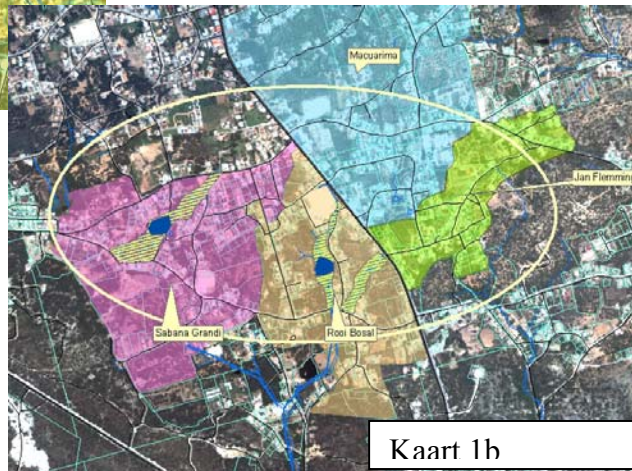 Macuarima
Jan Flemming
Sabana Grandi
Rooi Bosal
Kaart 1b